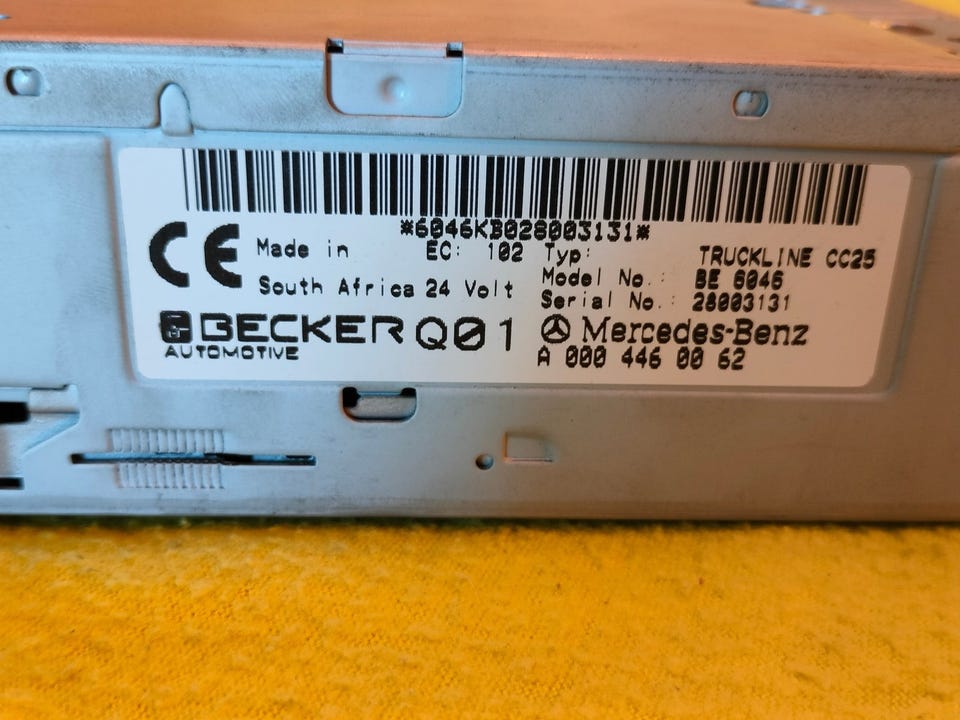 *6046KB028003131*
CE Made in EC: 102 Typ: TRUCKLINE CC25
South Africa 24 Volt Model No.: BE 6046
Serial No.: 28003131
BECKER Q01 Mercedes-Benz
AUTOMOTIVE A 000 446 00 62